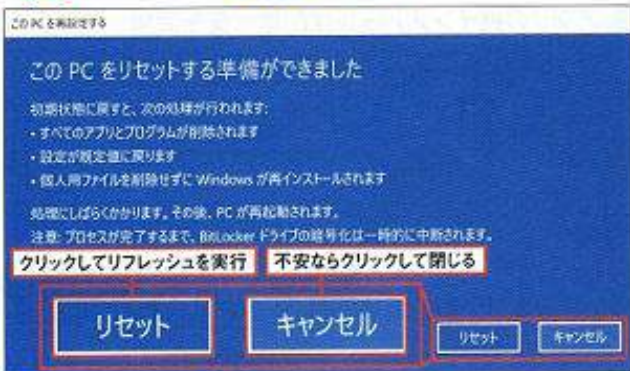 この PC を再設定する
この PC をリセットする準備ができました
初期状態に戻すと、次の処理が行われます:
・すべてのアプリとプログラムが削除されます
・設定が既定値に戻ります
・個人用ファイルを削除せずに Windows が再インストールされます
処理にしばらくかかります。その後、PC が再起動されます。
注意: プロセスが完了するまで、BitLocker ドライブの暗号化は一時的に中断されます。
クリックしてリフレッシュを実行 不安ならクリックして閉じる
リセット キャンセル
リセット キャンセル